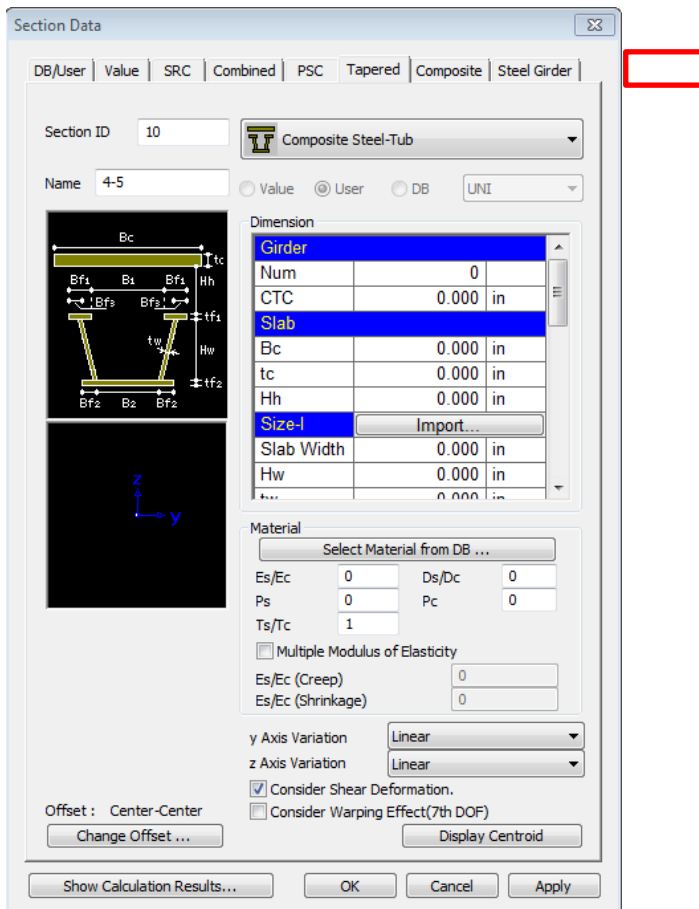 Section Data
DB/User Value SRC Combined PSC Tapered Composite Steel Girder
Section ID 10 Composite Steel-Tub
Name 4-5 Value User DB UNI
Dimension
Girder
Num 0
CTC 0.000 in
Slab
Bc 0.000 in
tc 0.000 in
Hh 0.000 in
Size-I Import...
Slab Width 0.000 in
Hw 0.000 in
tw 0.000 in
Bc
tc
Bf1 B1 Bf1 Hh
Bf3 Bf3
tf1
tw Hw
tf2
Bf2 B2 Bf2
z
y
Material
Select Material from DB ...
Es/Ec 0 Ds/Dc 0
Ps 0 Pc 0
Ts/Tc 1
Multiple Modulus of Elasticity
Es/Ec (Creep) 0
Es/Ec (Shrinkage) 0
y Axis Variation Linear
z Axis Variation Linear
Consider Shear Deformation.
Offset : Center-Center Consider Warping Effect(7th DOF)
Change Offset ... Display Centroid
Show Calculation Results... OK Cancel Apply